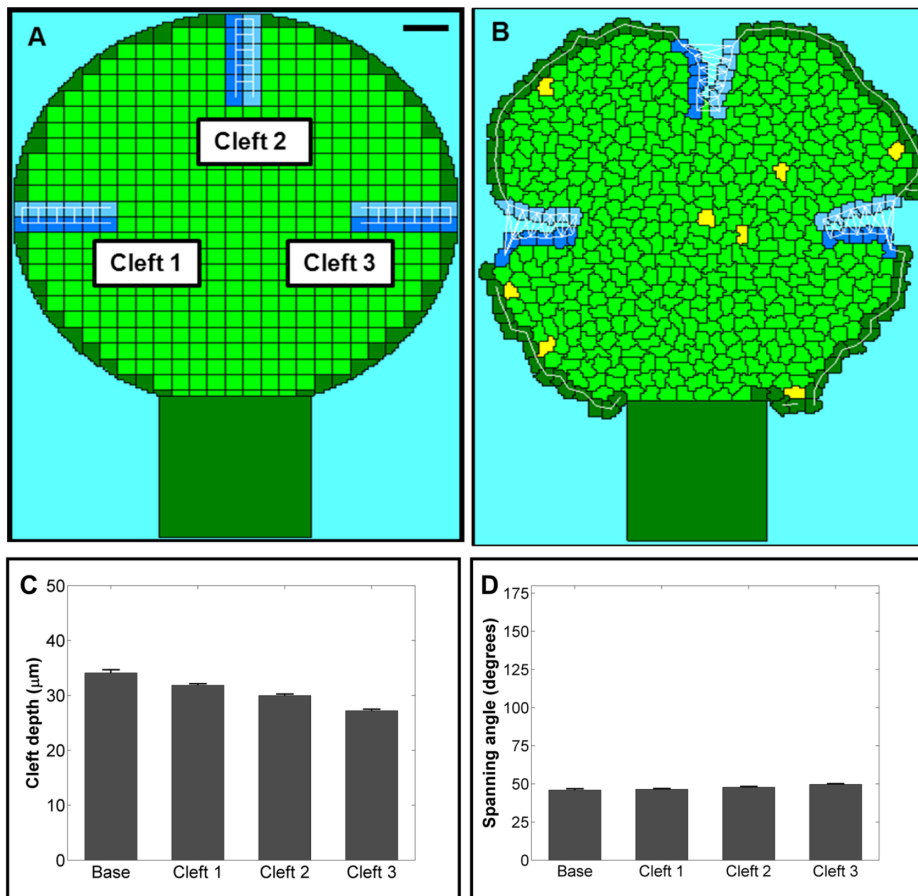 A
B
Cleft 2
Cleft 1
Cleft 3
C
Cleft depth (μm)
50
40
30
20
10
0
Base
Cleft 1
Cleft 2
Cleft 3
D
Spanning angle (degrees)
175
150
125
100
75
50
25
0
Base
Cleft 1
Cleft 2
Cleft 3